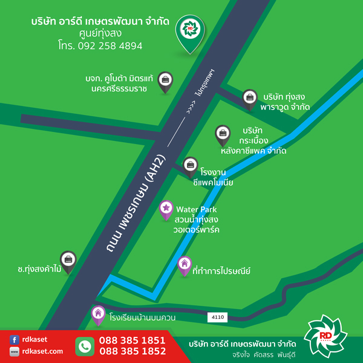 บริษัท อาร์ดี เกษตรพัฒนา จำกัด
ศูนย์ทุ่งสง
โทร. 092 258 4894
RD
บจก. คูโบต้า มิตรแท้
นครศรีธรรมราช
>>>> ไปกรุงเทพฯ
บริษัท ทุ่งสง
พาราวูด จำกัด
บริษัท
กระเบื้อง
หลังคาซีแพค จำกัด
โรงงาน
ซีแพคโมเนีย
ถนน เพชรเกษม (AH2)
Water Park
สวนน้ำทุ่งสง
วอเตอร์พาร์ค
ซ.ทุ่งสงค้าไม้
ที่ทำการไปรษณีย์
โรงเรียนบ้านนบควน
4110
rdkaset
rdkaset.com
088 385 1851
088 385 1852
บริษัท อาร์ดี เกษตรพัฒนา จำกัด
จริงใจ คัดสรร พันธุ์ดี
RD